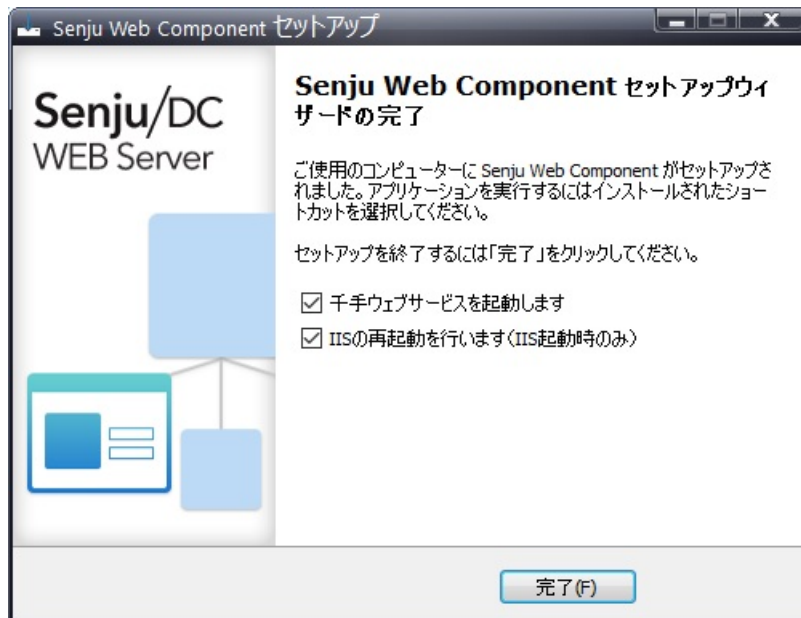 Senju Web Component セットアップ
Senju/DC
WEB Server
Senju Web Component セットアップウィ
ザードの完了
ご使用のコンピューターに Senju Web Component がセットアップさ
れました。アプリケーションを実行するにはインストールされたショー
トカットを選択してください。
セットアップを終了するには「完了」をクリックしてください。
千手ウェブサービスを起動します
IISの再起動を行います(IIS起動時のみ)
完了(F)